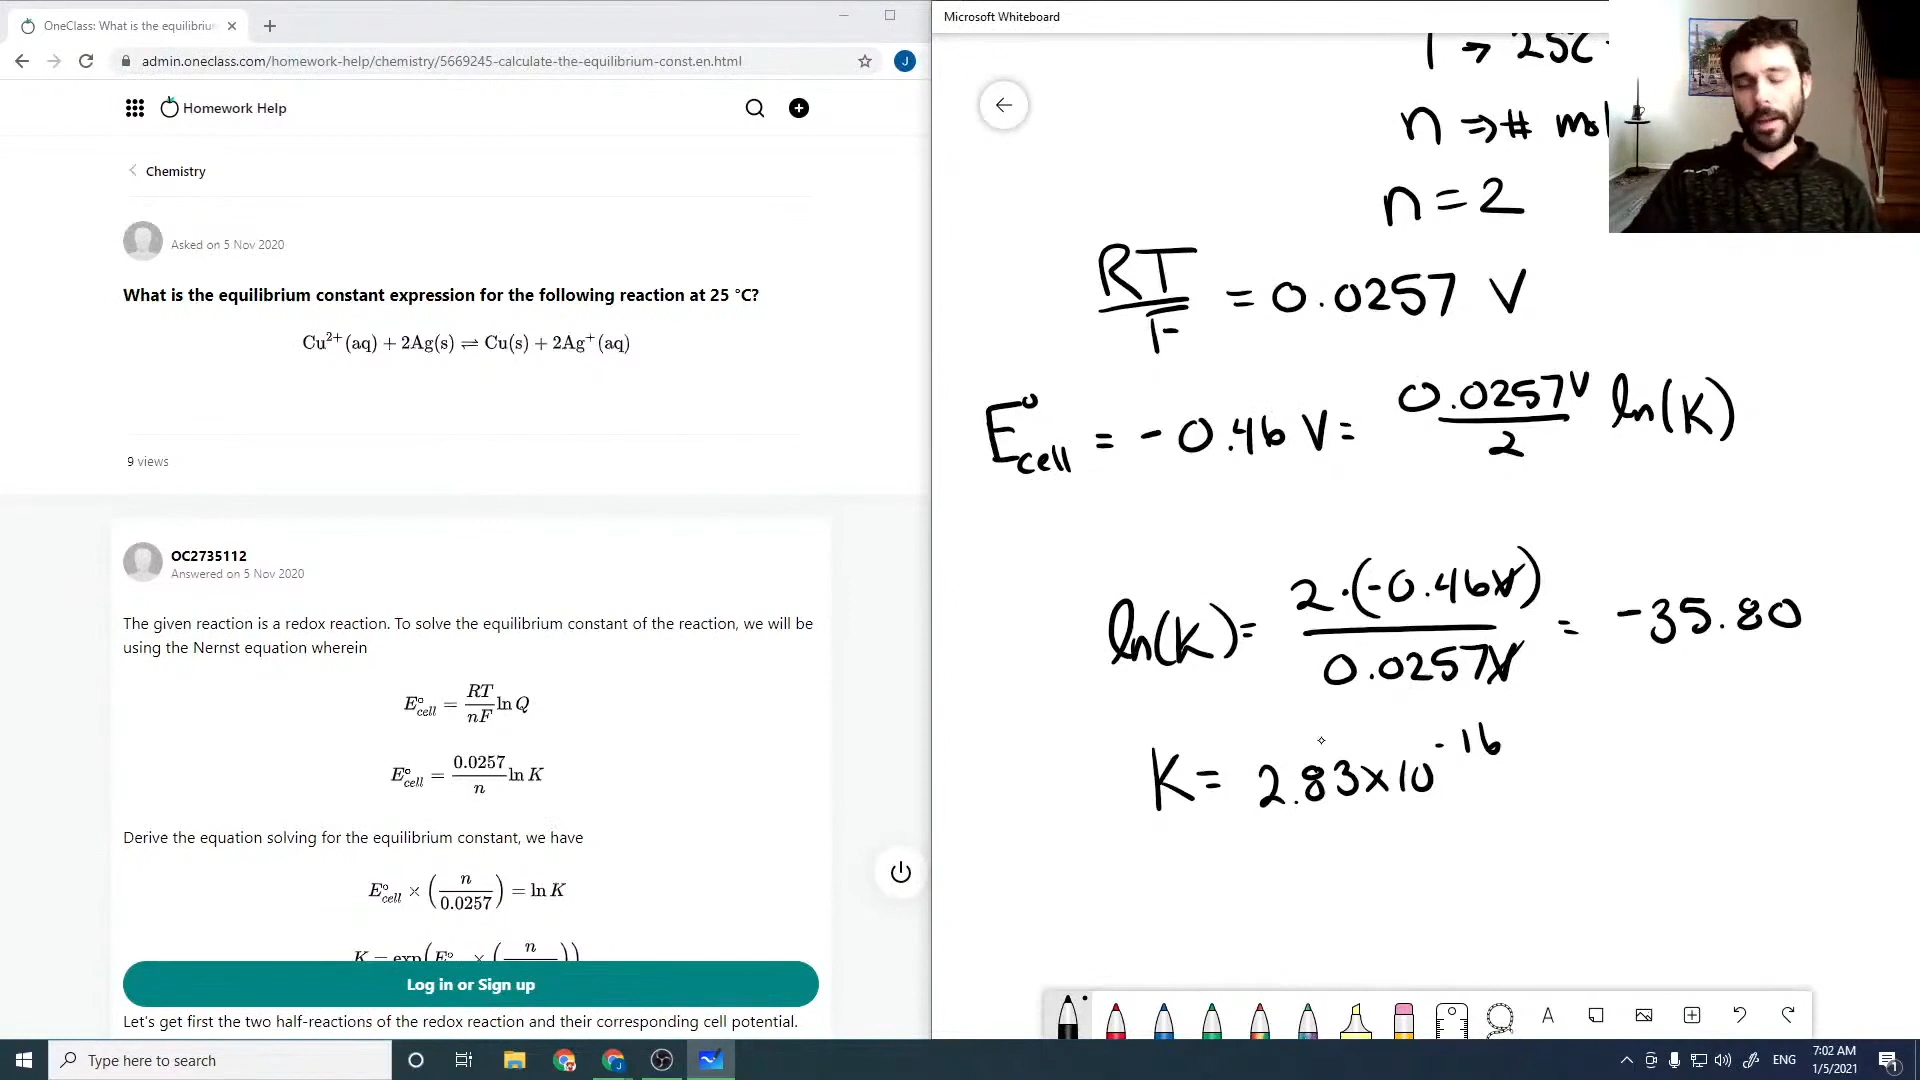 OneClass: What is the equilibriun
admin.oneclass.com/homework-help/chemistry/5669245-calculate-the-equilibrium-const.en.html
J
Homework Help
Chemistry
Asked on 5 Nov 2020
What is the equilibrium constant expression for the following reaction at 25 °C?
Cu²⁺(aq) + 2Ag(s) ⇌ Cu(s) + 2Ag⁺(aq)
9 views
OC2735112
Answered on 5 Nov 2020
The given reaction is a redox reaction. To solve the equilibrium constant of the reaction, we will be
using the Nernst equation wherein
E°cell = RT/nF ln Q
E°cell = 0.0257/n ln K
Derive the equation solving for the equilibrium constant, we have
E°cell × (n/0.0257) = ln K
K = exp(E° × (n
Log in or Sign up
Let's get first the two half-reactions of the redox reaction and their corresponding cell potential.
Microsoft Whiteboard
T → 25C
n ⇒ # mol
n = 2
RT/F = 0.0257 V
E°cell = -0.46 V = 0.0257V/2 ln(K)
ln(K) = 2·(-0.46V)/0.0257V = -35.80
K = 2.83x10⁻¹⁶
Type here to search
ENG
7:02 AM
1/5/2021
1